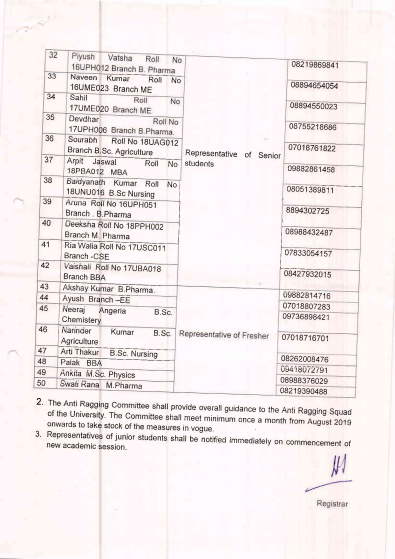 32 Piyush Vatsha Roll No
16UPH012 Branch B. Pharma 08219869841
33 Naveen Kumar Roll No
16UME023 Branch ME 08894654054
34 Sahil Roll No
17UME020 Branch ME 08894550023
35 Devdhar Roll No
17UPH006 Branch B.Pharma. 08755218686
36 Sourabh Roll No 18UAG012
Branch B.Sc. Agriculture 07018761822
37 Arpit Jaswal Roll No
18PBA012 MBA 09882861458
Representative of Senior
students
38 Baidyanath Kumar Roll No
18UNU016 B.Sc Nursing 08051389811
39 Aruna Roll No 16UPH051
Branch . B.Pharma 8894302725
40 Deeksha Roll No 18PPH002
Branch M. Pharma 08988432487
41 Ria Walia Roll No 17USC011
Branch -CSE 07833054157
42 Vaishali Roll No 17UBA018
Branch BBA 08427932015
43 Akshay Kumar B.Pharma. 09882814716
44 Ayush Branch –EE 07018807283
45 Neeraj Angeria B.Sc.
Chemistery 09736898421
46 Narinder Kumar B.Sc.
Agriculture 07018716701
Representative of Fresher
47 Arti Thakur B.Sc. Nursing 08262008476
48 Palak BBA 09418072791
49 Ankita M.Sc. Physics 08988376029
50 Swati Rana M.Pharma 08219390488
2. The Anti Ragging Committee shall provide overall guidance to the Anti Ragging Squad
of the University. The Committee shall meet minimum once a month from August 2019
onwards to take stock of the measures in vogue.
3. Representatives of junior students shall be notified immediately on commencement of
new academic session.
Registrar